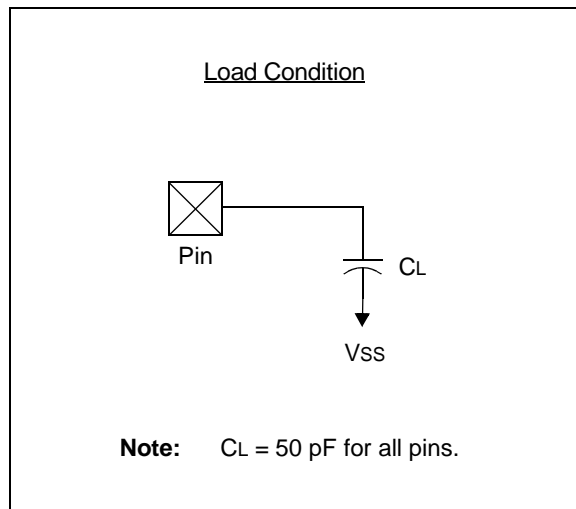 Load Condition
Pin
CL
VSS
Note: CL = 50 pF for all pins.